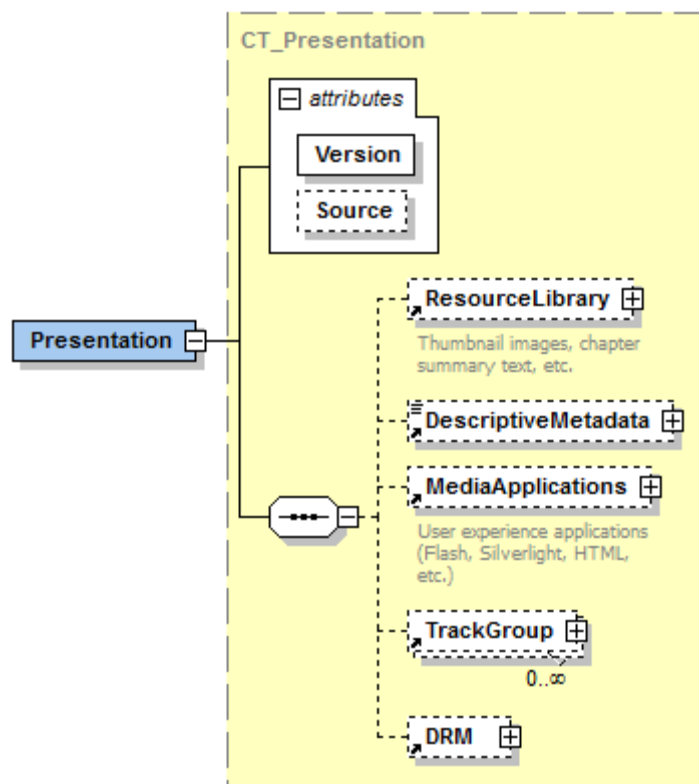 CT_Presentation
attributes
Version
Source
Presentation
ResourceLibrary
Thumbnail images, chapter
summary text, etc.
DescriptiveMetadata
MediaApplications
User experience applications
(Flash, Silverlight, HTML,
etc.)
TrackGroup
0..∞
DRM